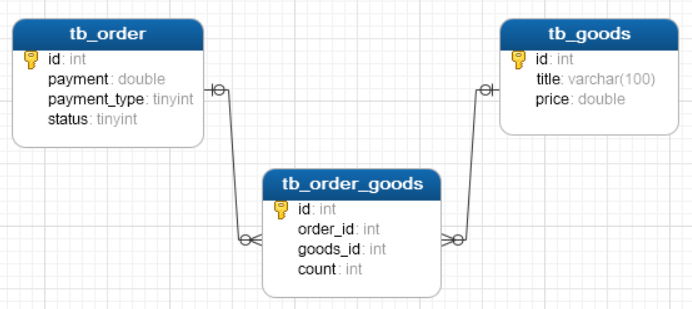 tb_order
id: int
payment: double
payment_type: tinyint
status: tinyint
tb_goods
id: int
title: varchar(100)
price: double
tb_order_goods
id: int
order_id: int
goods_id: int
count: int